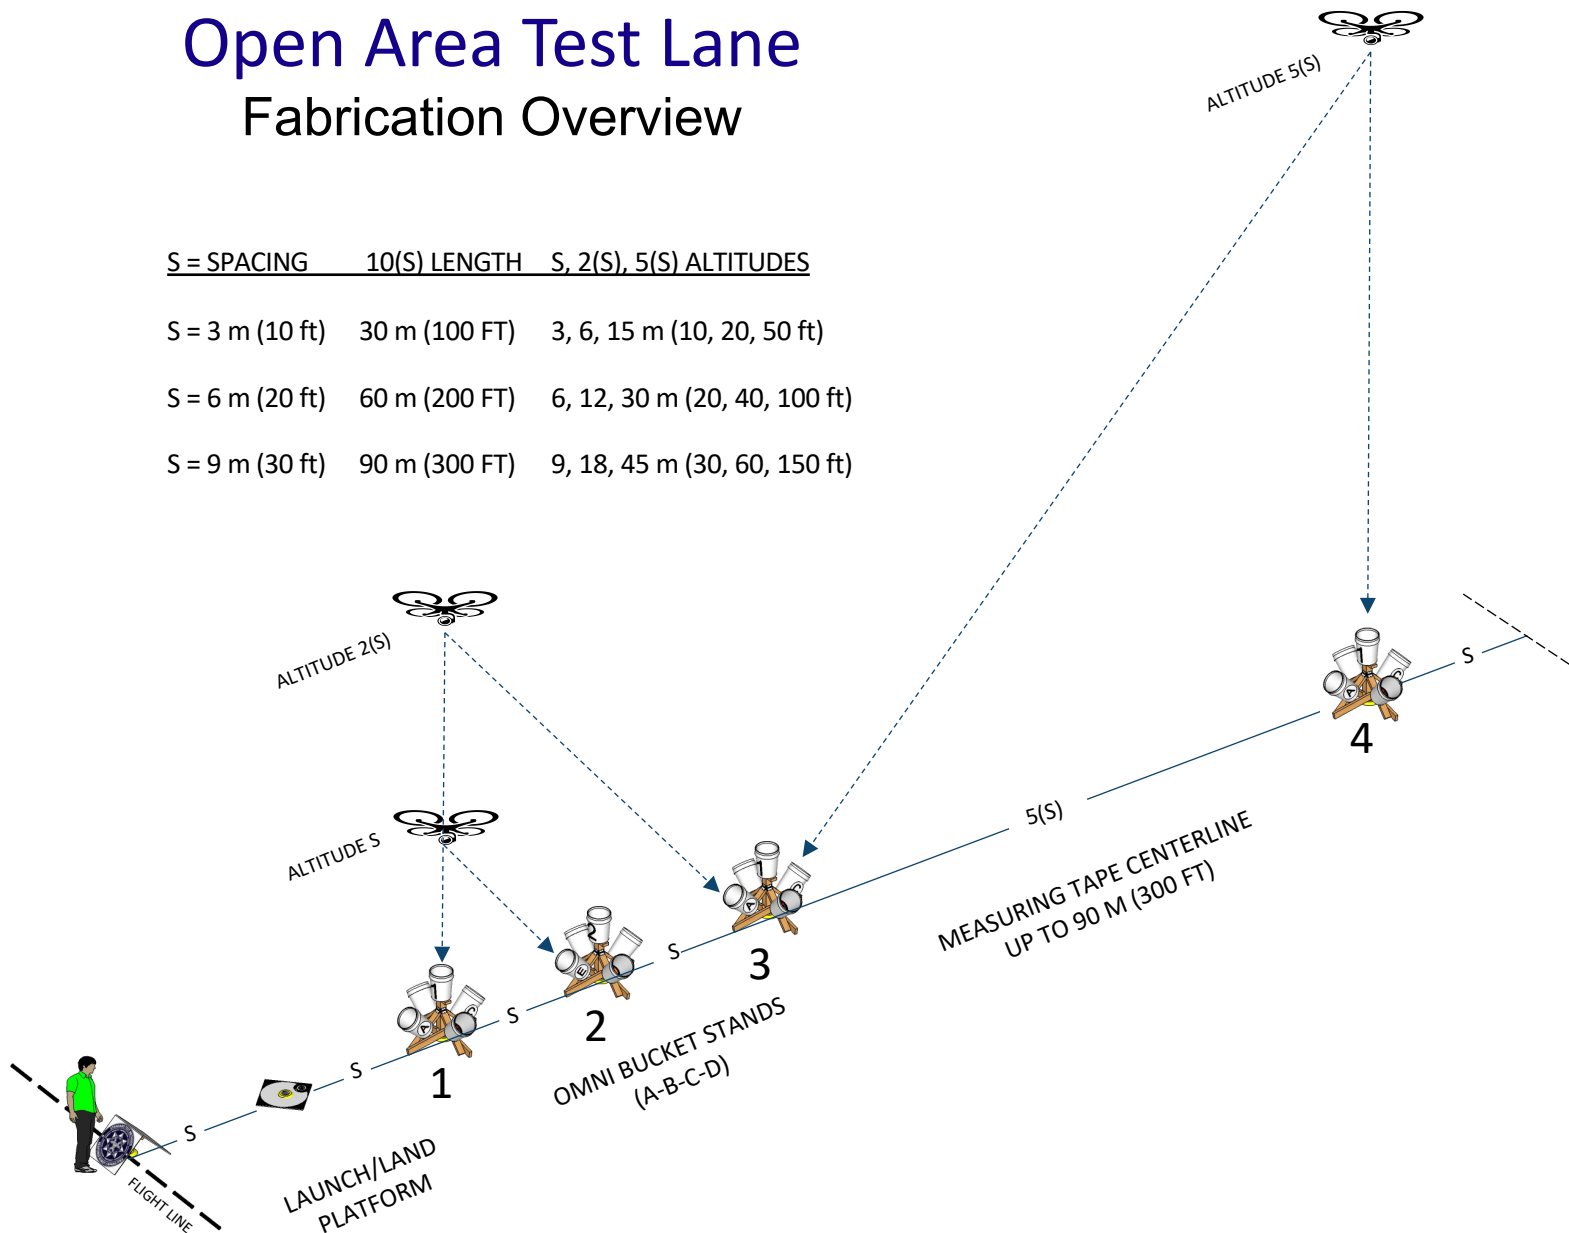 Open Area Test Lane
Fabrication Overview
S = SPACING 10(S) LENGTH S, 2(S), 5(S) ALTITUDES
S = 3 m (10 ft) 30 m (100 FT) 3, 6, 15 m (10, 20, 50 ft)
S = 6 m (20 ft) 60 m (200 FT) 6, 12, 30 m (20, 40, 100 ft)
S = 9 m (30 ft) 90 m (300 FT) 9, 18, 45 m (30, 60, 150 ft)
ALTITUDE 5(S)
ALTITUDE 2(S)
ALTITUDE S
S
4
5(S)
MEASURING TAPE CENTERLINE
UP TO 90 M (300 FT)
A
S
3
A
E
S
2
OMNI BUCKET STANDS
(A-B-C-D)
A
S
1
S
LAUNCH/LAND
PLATFORM
FLIGHT LINE